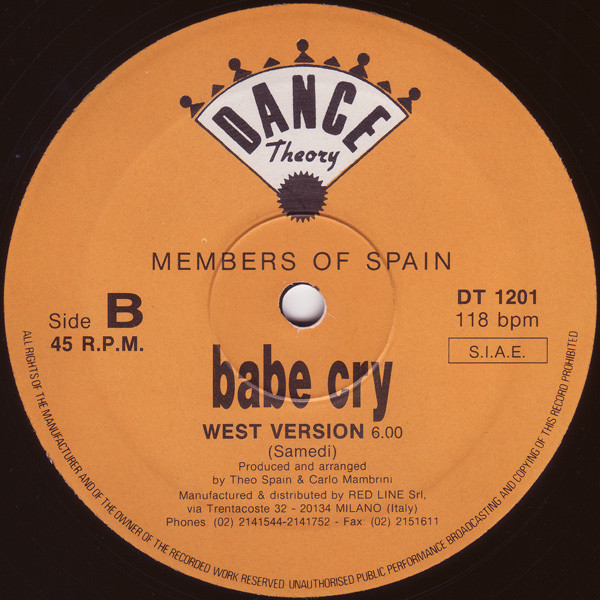 DANCE
Theory
MEMBERS OF SPAIN
Side B
45 R.P.M.
DT 1201
118 bpm
S.I.A.E.
babe cry
WEST VERSION 6.00
(Samedi)
Produced and arranged
by Theo Spain & Carlo Mambrini
Manufactured & distributed by RED LINE Srl,
via Trentacoste 32 - 20134 MILANO (Italy)
Phones (02) 2141544-2141752 - Fax (02) 2151611
ALL RIGHTS OF THE MANUFACTURER AND OF THE OWNER OF THE RECORDED WORK RESERVED UNAUTHORISED PUBLIC PERFORMANCE BROADCASTING AND COPYING OF THIS RECORD PROHIBITED